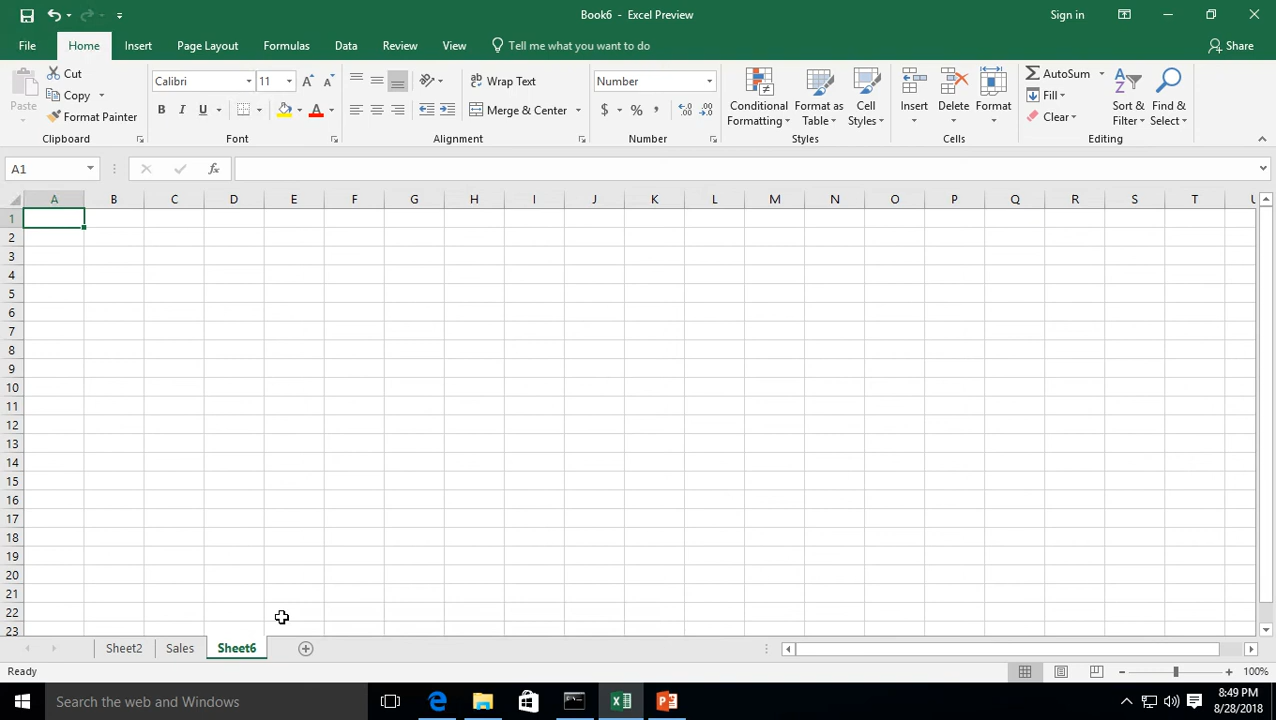 Book6 - Excel Preview
Sign in
File Home Insert Page Layout Formulas Data Review View Tell me what you want to do Share
Paste
Cut
Copy
Format Painter
Clipboard
Calibri 11
B I U
Font
Wrap Text
Merge & Center
Alignment
Number
$ % ,
Number
Conditional Formatting
Format as Table
Cell Styles
Styles
Insert
Delete
Format
Cells
AutoSum
Fill
Clear
Sort & Filter
Find & Select
Editing
A1 fx
A B C D E F G H I J K L M N O P Q R S T U
1
2
3
4
5
6
7
8
9
10
11
12
13
14
15
16
17
18
19
20
21
22
23
Sheet2 Sales Sheet6
Ready 100%
Search the web and Windows
8:49 PM
8/28/2018